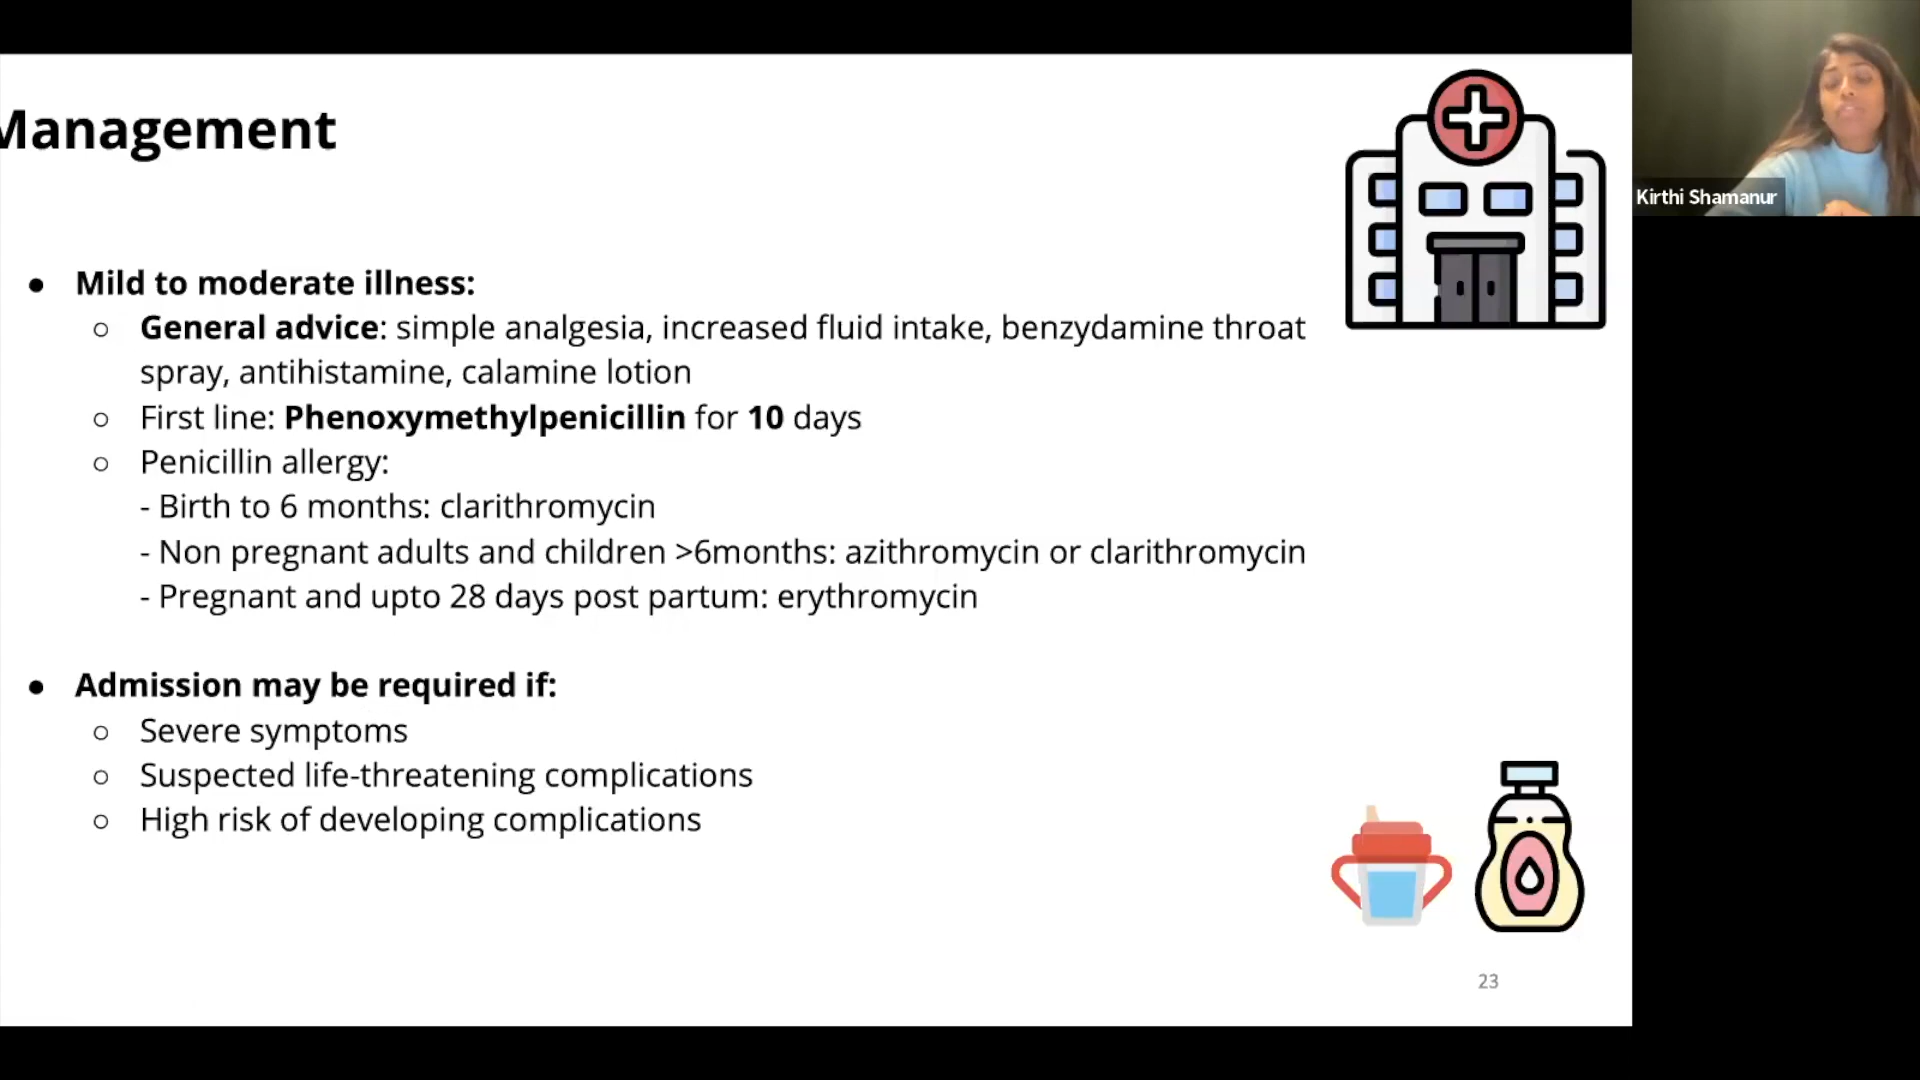 Management
● Mild to moderate illness:
○ General advice: simple analgesia, increased fluid intake, benzydamine throat
spray, antihistamine, calamine lotion
○ First line: Phenoxymethylpenicillin for 10 days
○ Penicillin allergy:
- Birth to 6 months: clarithromycin
- Non pregnant adults and children >6months: azithromycin or clarithromycin
- Pregnant and upto 28 days post partum: erythromycin
● Admission may be required if:
○ Severe symptoms
○ Suspected life-threatening complications
○ High risk of developing complications
23
Kirthi Shamanur